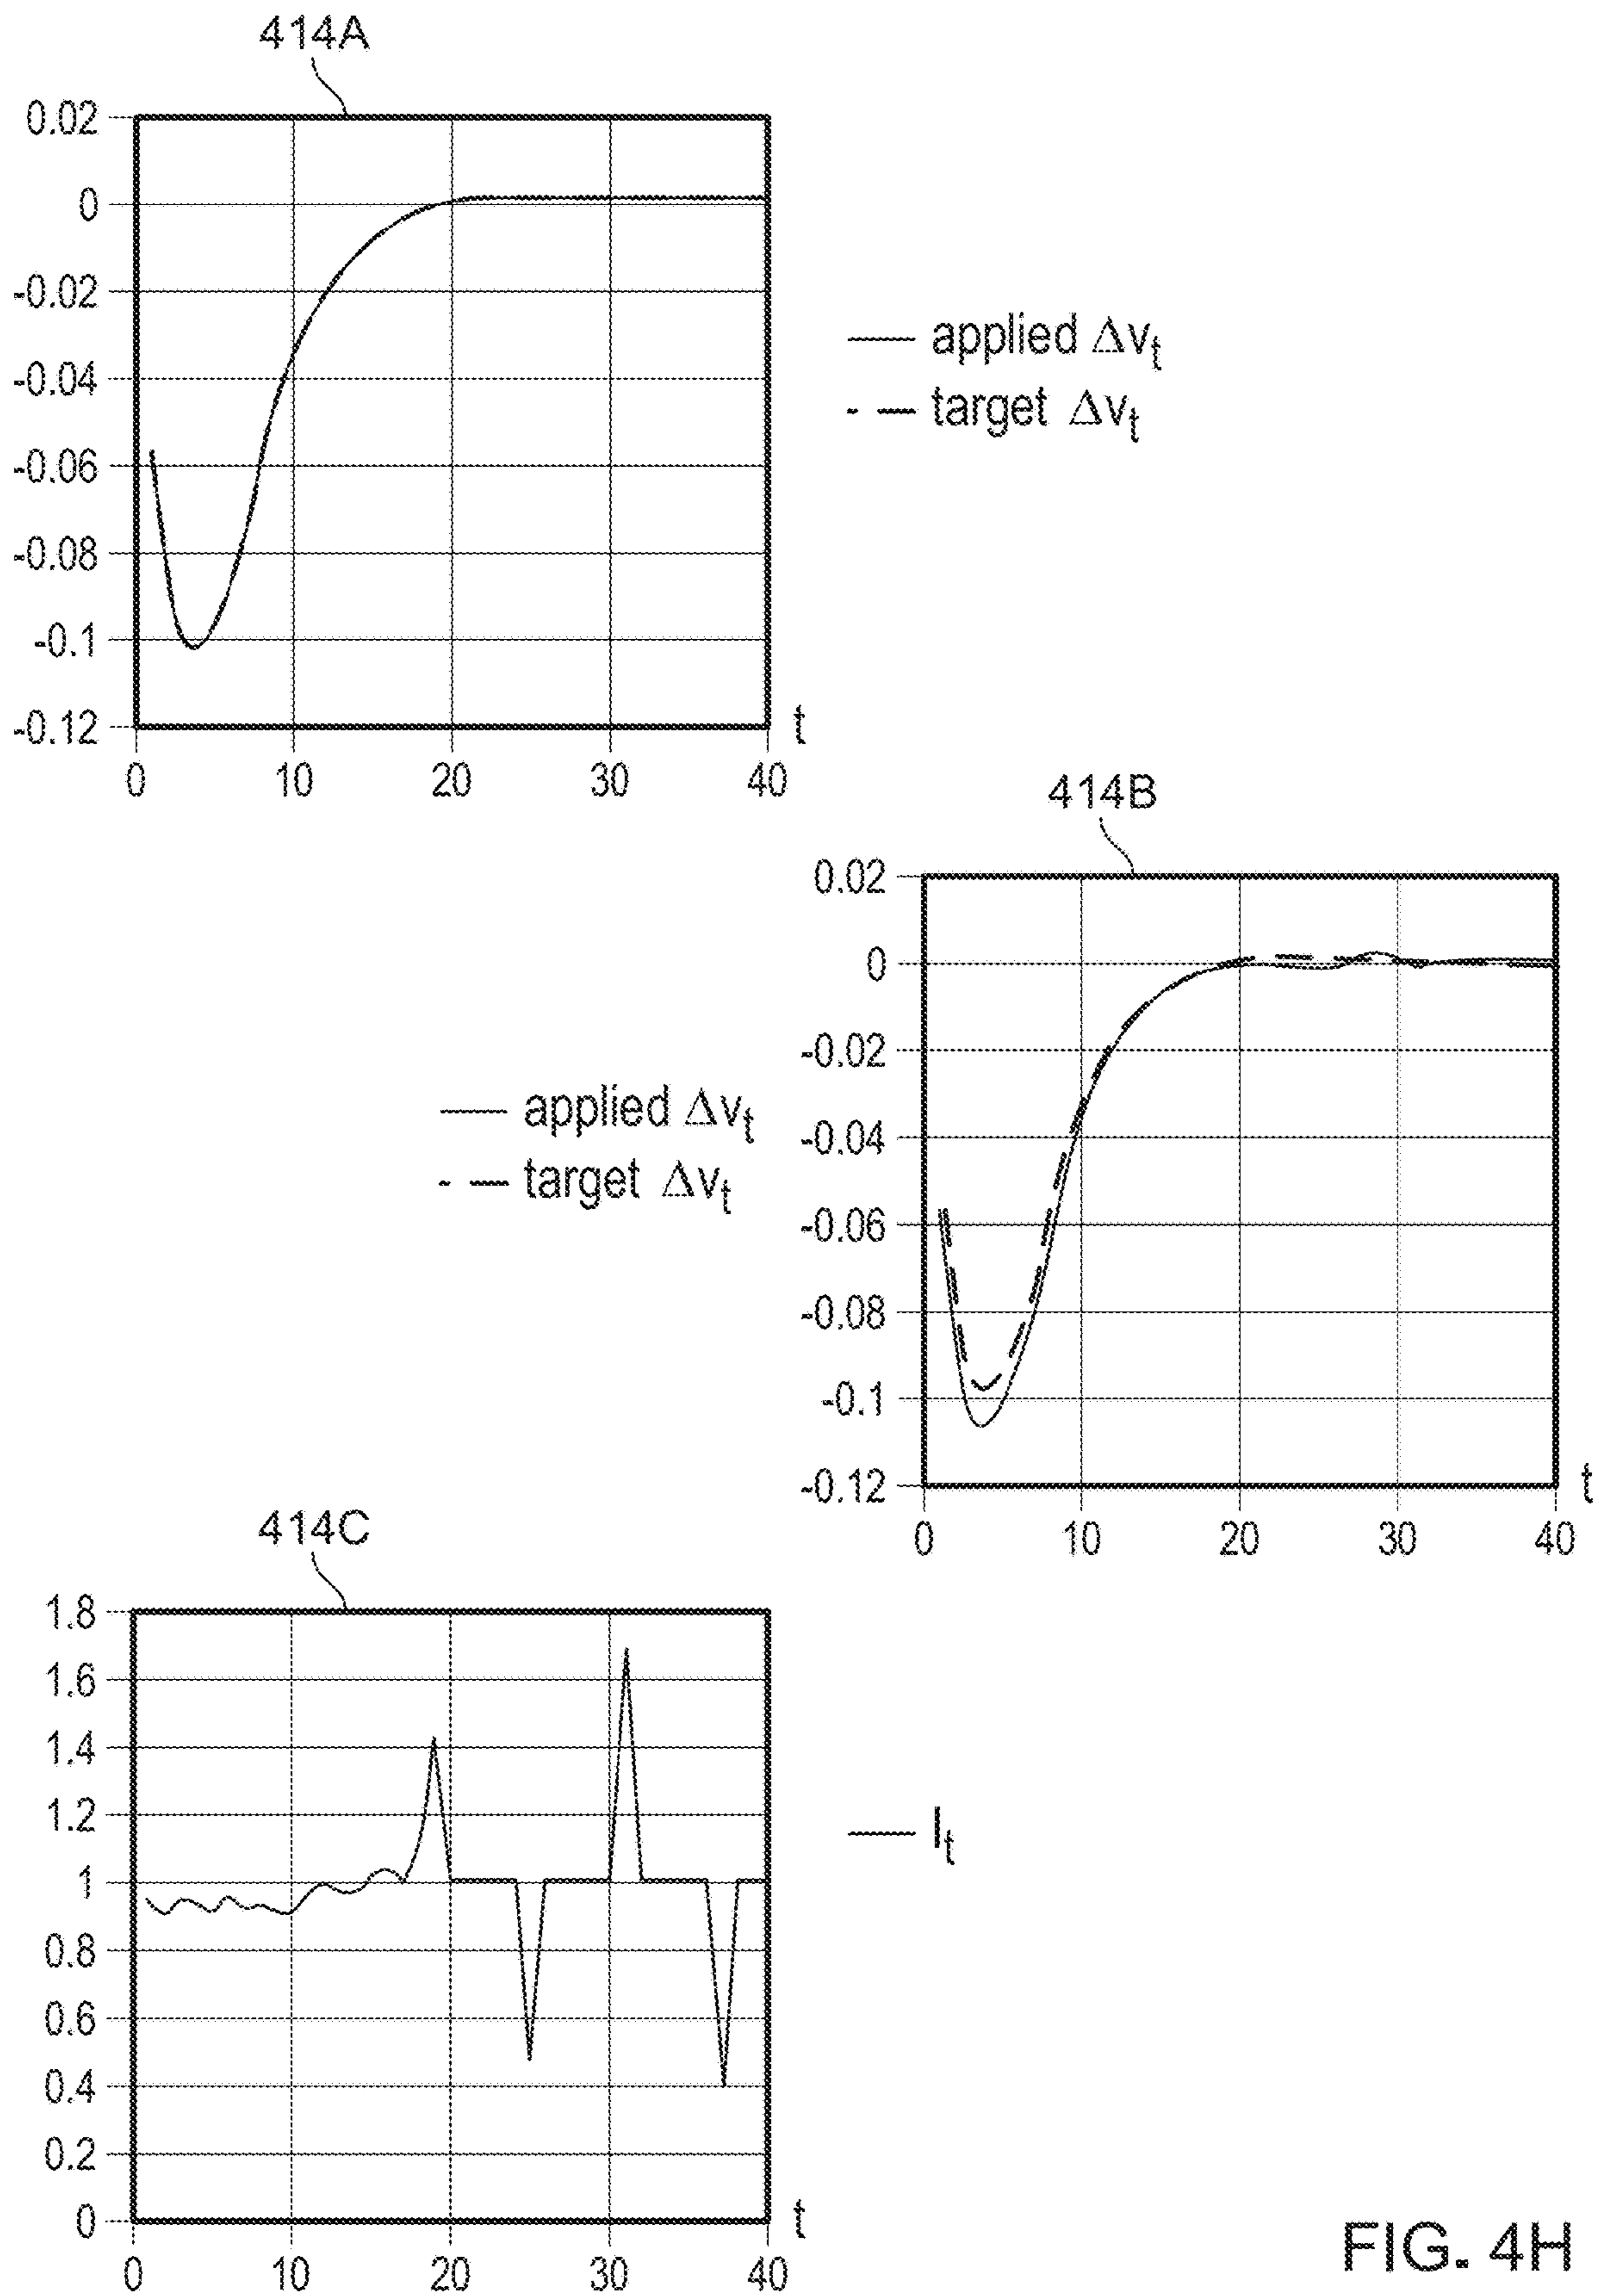 414A
0.02
0
-0.02
-0.04
-0.06
-0.08
-0.1
-0.12
0 10 20 30 40
t
applied Δvt
target Δvt
414B
0.02
0
-0.02
-0.04
-0.06
-0.08
-0.1
-0.12
0 10 20 30 40
t
applied Δvt
target Δvt
414C
1.8
1.6
1.4
1.2
1
0.8
0.6
0.4
0.2
0
0 10 20 30 40
t
It
FIG. 4H